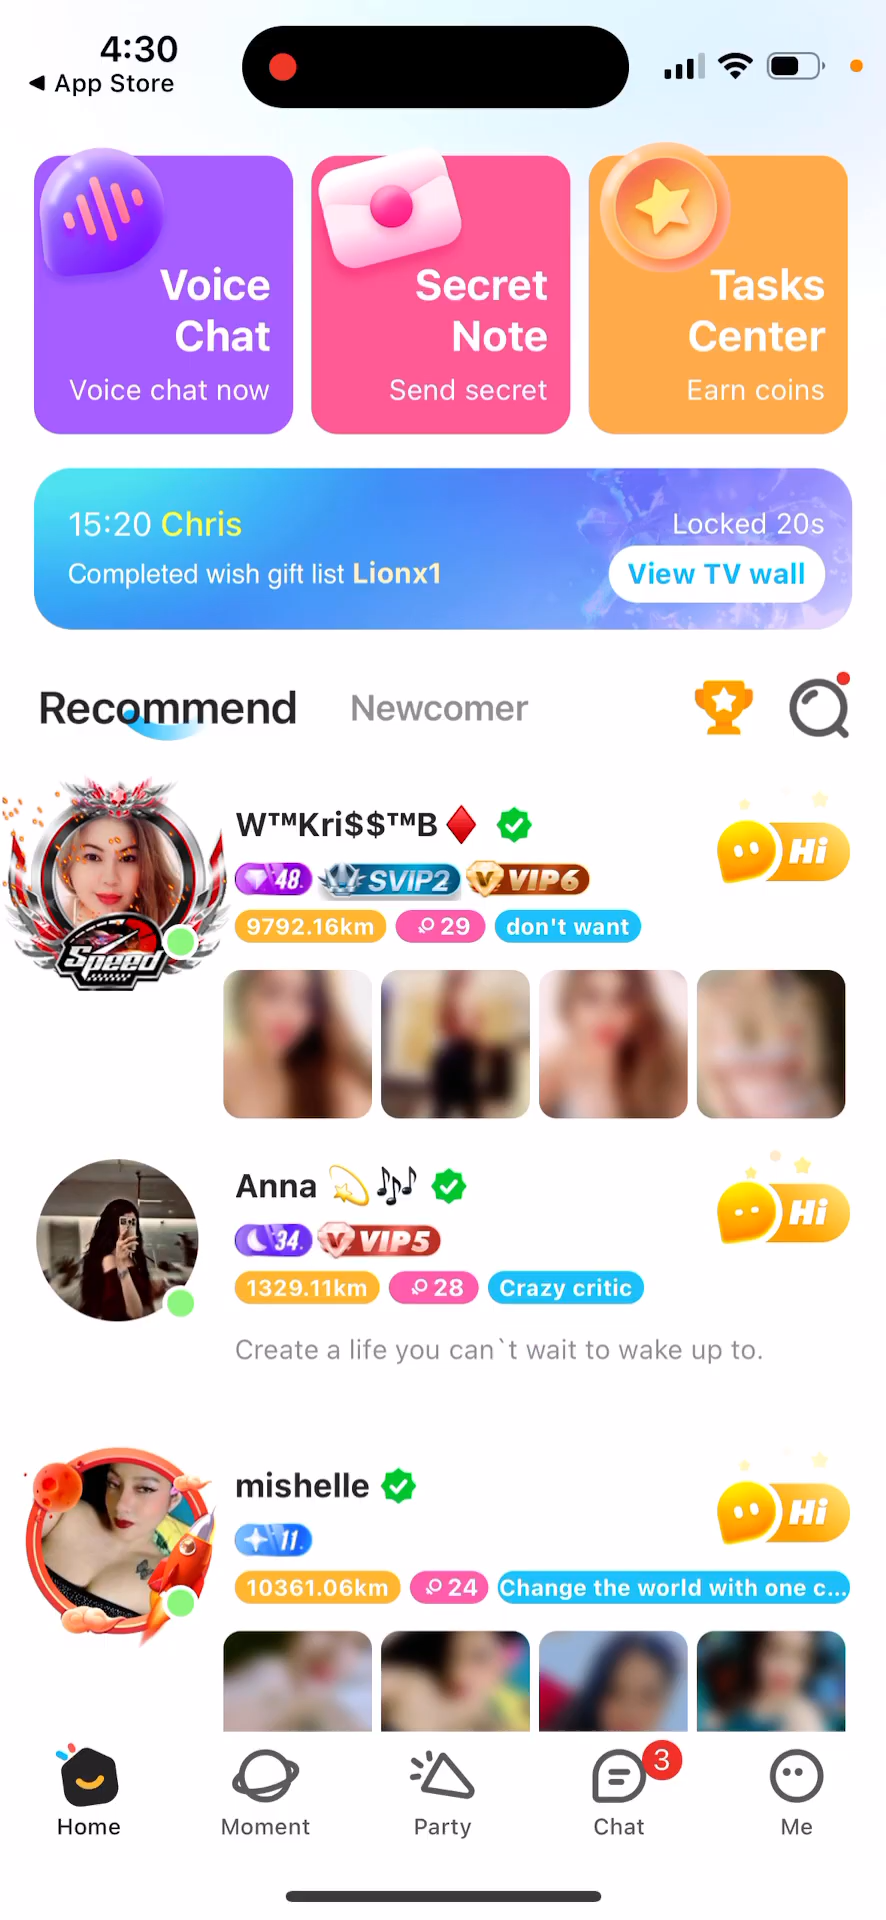 4:30
App Store
Voice
Chat
Voice chat now
Secret
Note
Send secret
Tasks
Center
Earn coins
15:20 Chris
Locked 20s
Completed wish gift list Lionx1
View TV wall
Recommend
Newcomer
W™Kri$$™B♦️
Hi
48
SVIP2
V VIP6
9792.16km
29
don't want
Speed
Anna 💫🎶
Hi
34
V VIP5
1329.11km
28
Crazy critic
Create a life you can`t wait to wake up to.
mishelle
Hi
11
10361.06km
24
Change the world with one c...
Home
Moment
Party
Chat
3
Me